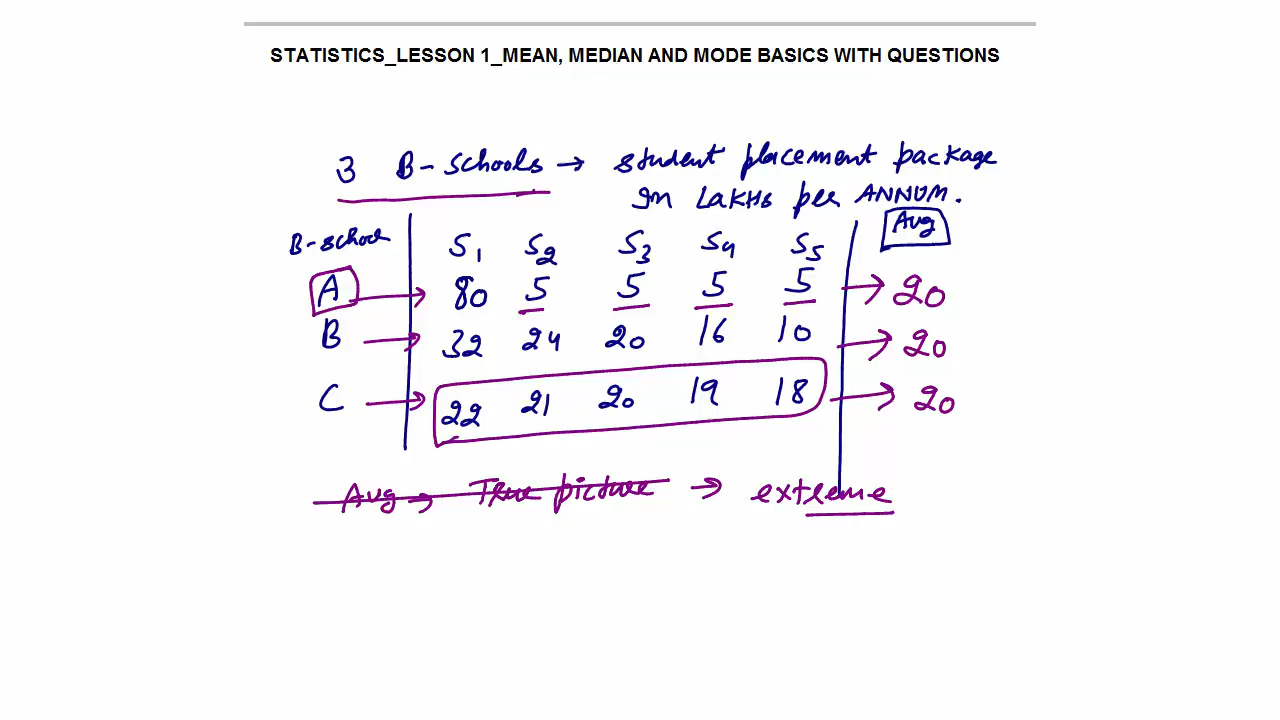 STATISTICS_LESSON 1_MEAN, MEDIAN AND MODE BASICS WITH QUESTIONS
3 B-Schools → student placement package
In LAKHS per ANNUM.
B-school S1 S2 S3 S4 S5 Avg
A → 80 5 5 5 5 → 20
B → 32 24 20 16 10 → 20
C → 22 21 20 19 18 → 20
Avg → True picture → extreme